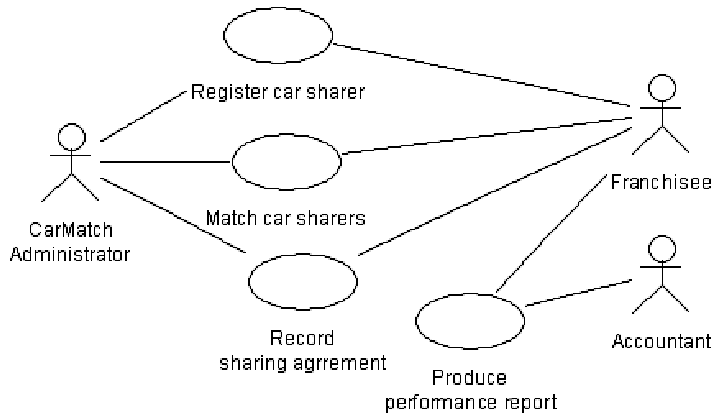 Register car sharer
Franchisee
Match car sharers
CarMatch
Administrator
Record
sharing agrrement
Accountant
Produce
performance report